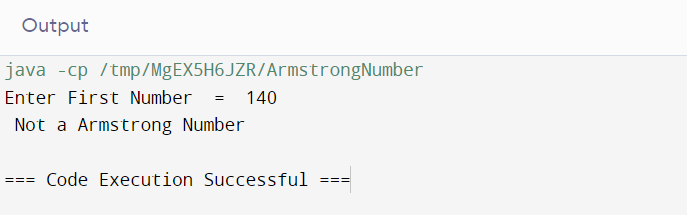 Output
java -cp /tmp/MgEX5H6JZR/ArmstrongNumber
Enter First Number  =  140
 Not a Armstrong Number
=== Code Execution Successful ===